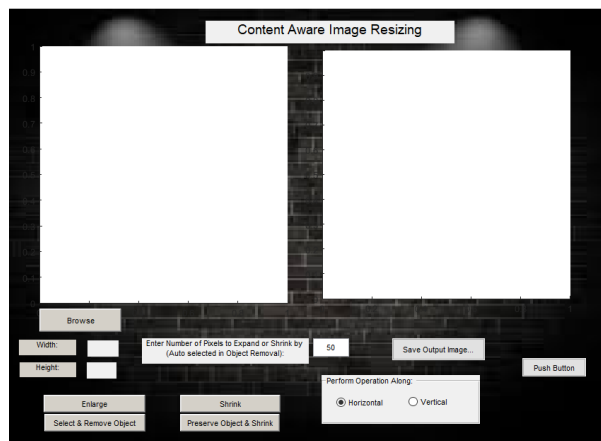 Content Aware Image Resizing
1
0.9
0.8
0.7
0.6
0.5
0.4
0.3
0.2
0.1
0
Browse
Width:
Enter Number of Pixels to Expand or Shrink by
(Auto selected in Object Removal):
50
Save Output Image...
Height:
Push Button
Perform Operation Along:
Horizontal
Vertical
Enlarge
Shrink
Select & Remove Object
Preserve Object & Shrink